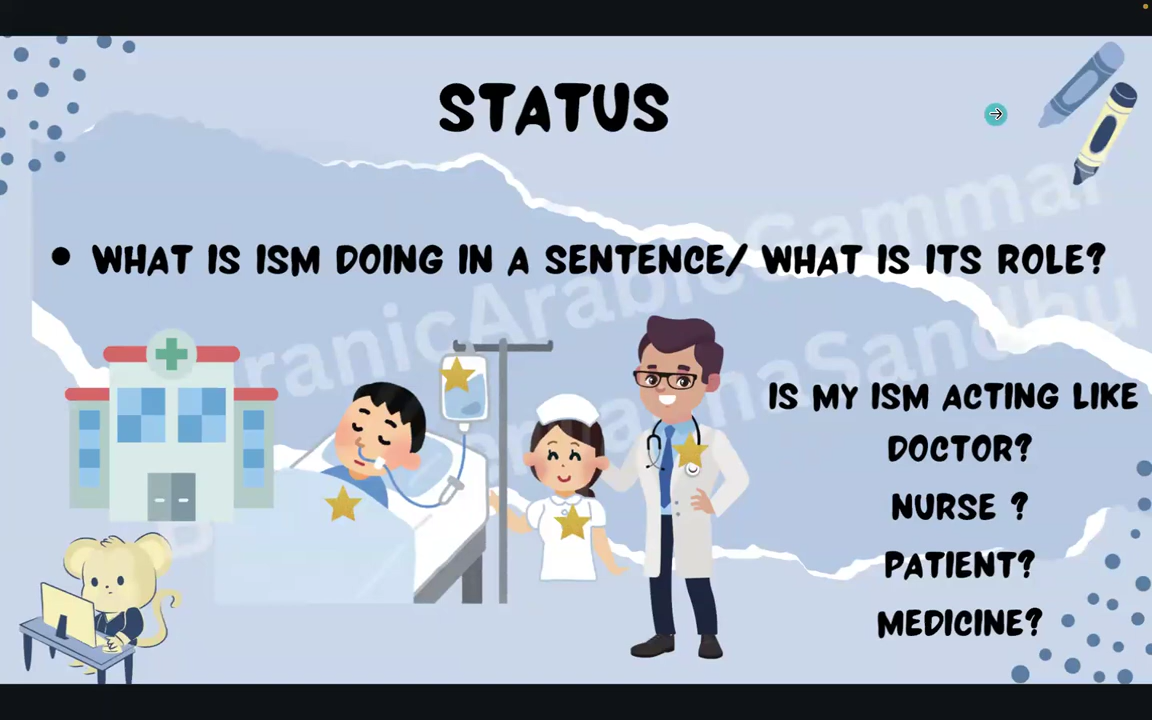 STATUS
• WHAT IS ISM DOING IN A SENTENCE/ WHAT IS ITS ROLE?
IS MY ISM ACTING LIKE
DOCTOR?
NURSE ?
PATIENT?
MEDICINE?